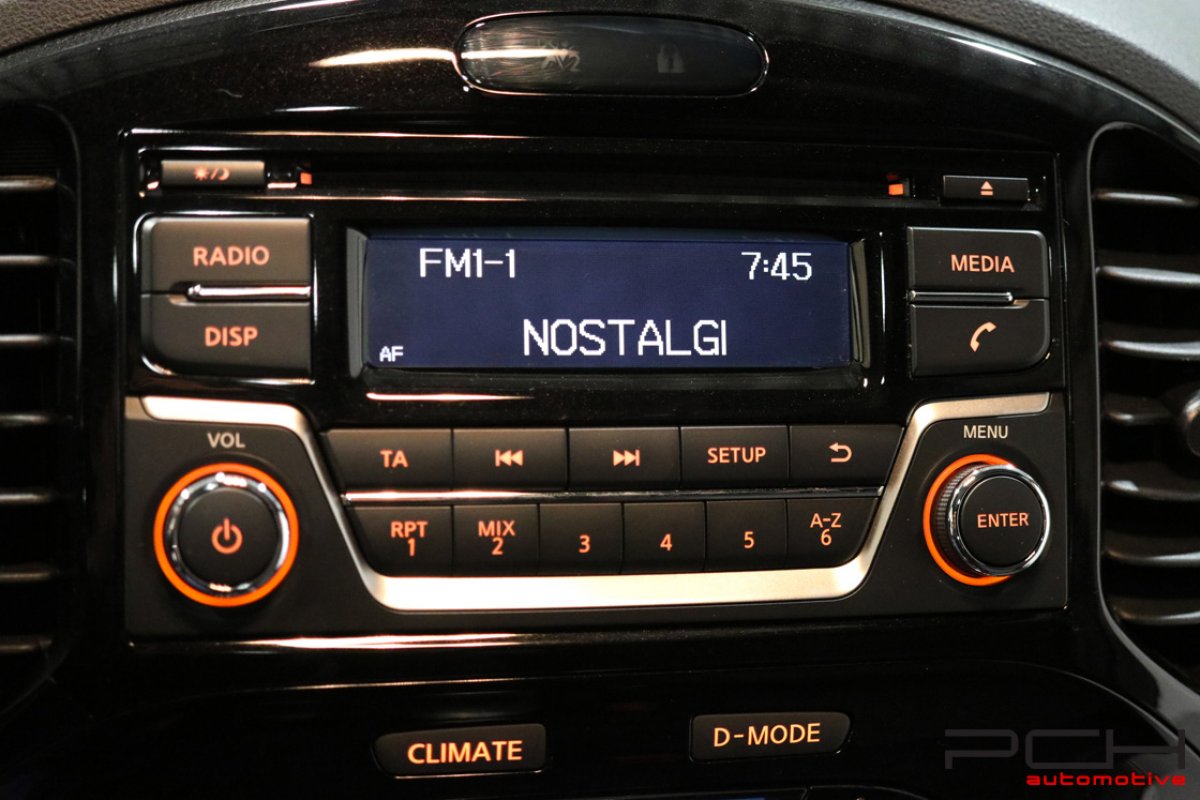 RADIO
DISP
FM1-1 7:45
NOSTALGI
AF
MEDIA
VOL
MENU
TA
SETUP
ENTER
RPT
1
MIX
2
3
4
5
A-Z
6
CLIMATE
D-MODE
PCH
automotive